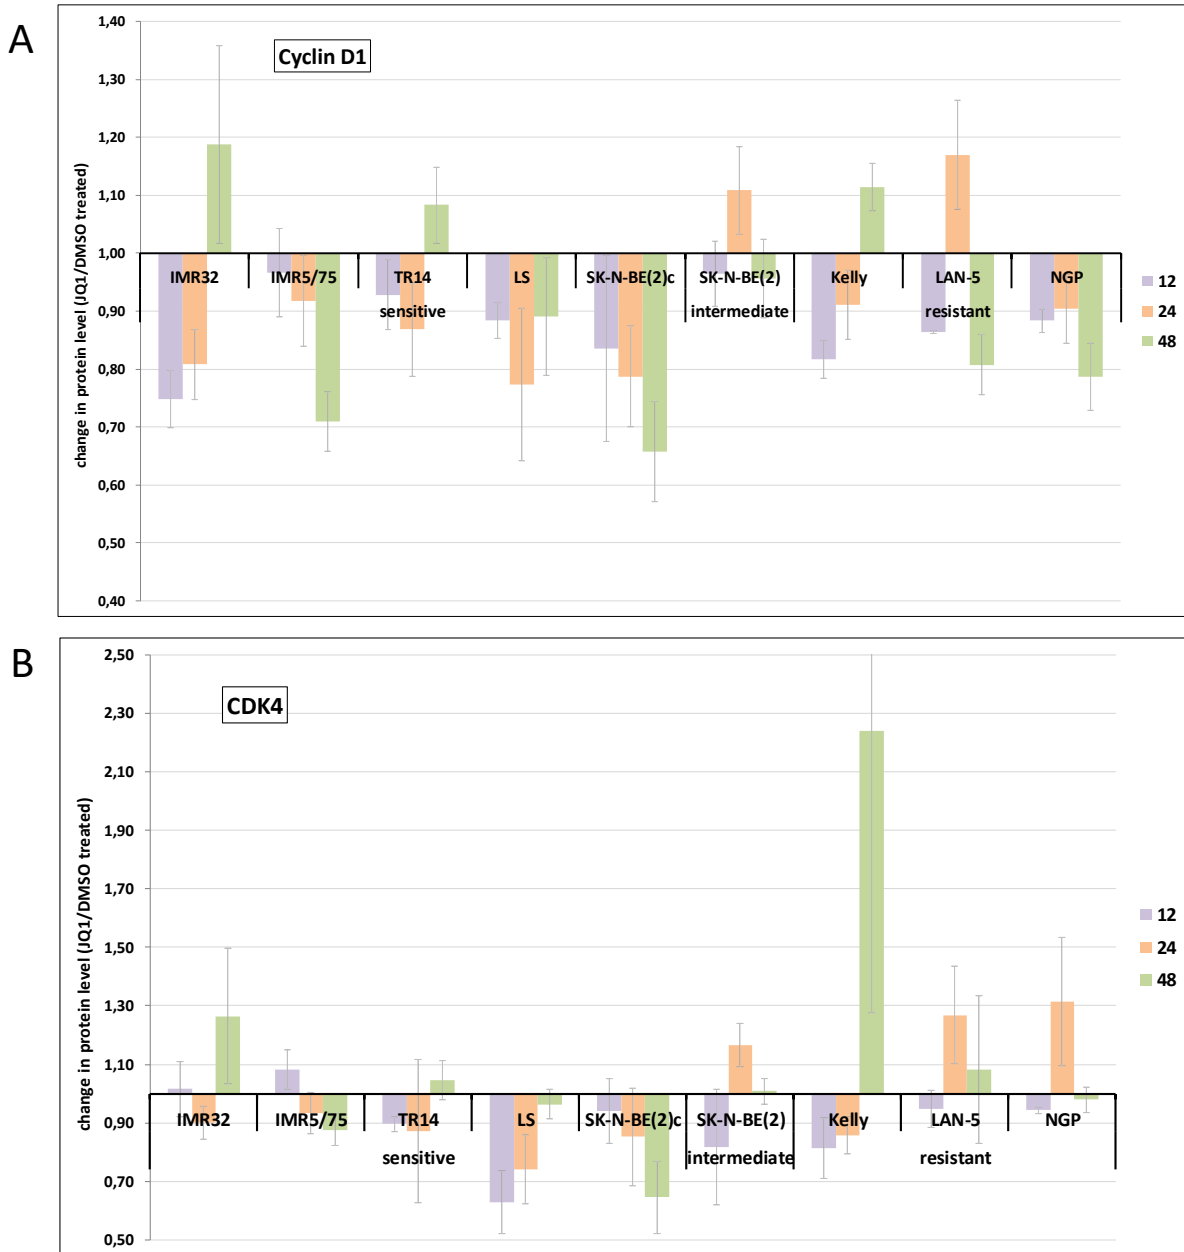 A
Cyclin D1
change in protein level (JQ1/DMSO treated)
1,40
1,30
1,20
1,10
1,00
0,90
0,80
0,70
0,60
0,50
0,40
IMR32 IMR5/75 TR14 LS SK-N-BE(2)c SK-N-BE(2) Kelly LAN-5 NGP
sensitive intermediate resistant
12
24
48
B
CDK4
change in protein level (JQ1/DMSO treated)
2,50
2,30
2,10
1,90
1,70
1,50
1,30
1,10
0,90
0,70
0,50
IMR32 IMR5/75 TR14 LS SK-N-BE(2)c SK-N-BE(2) Kelly LAN-5 NGP
sensitive intermediate resistant
12
24
48